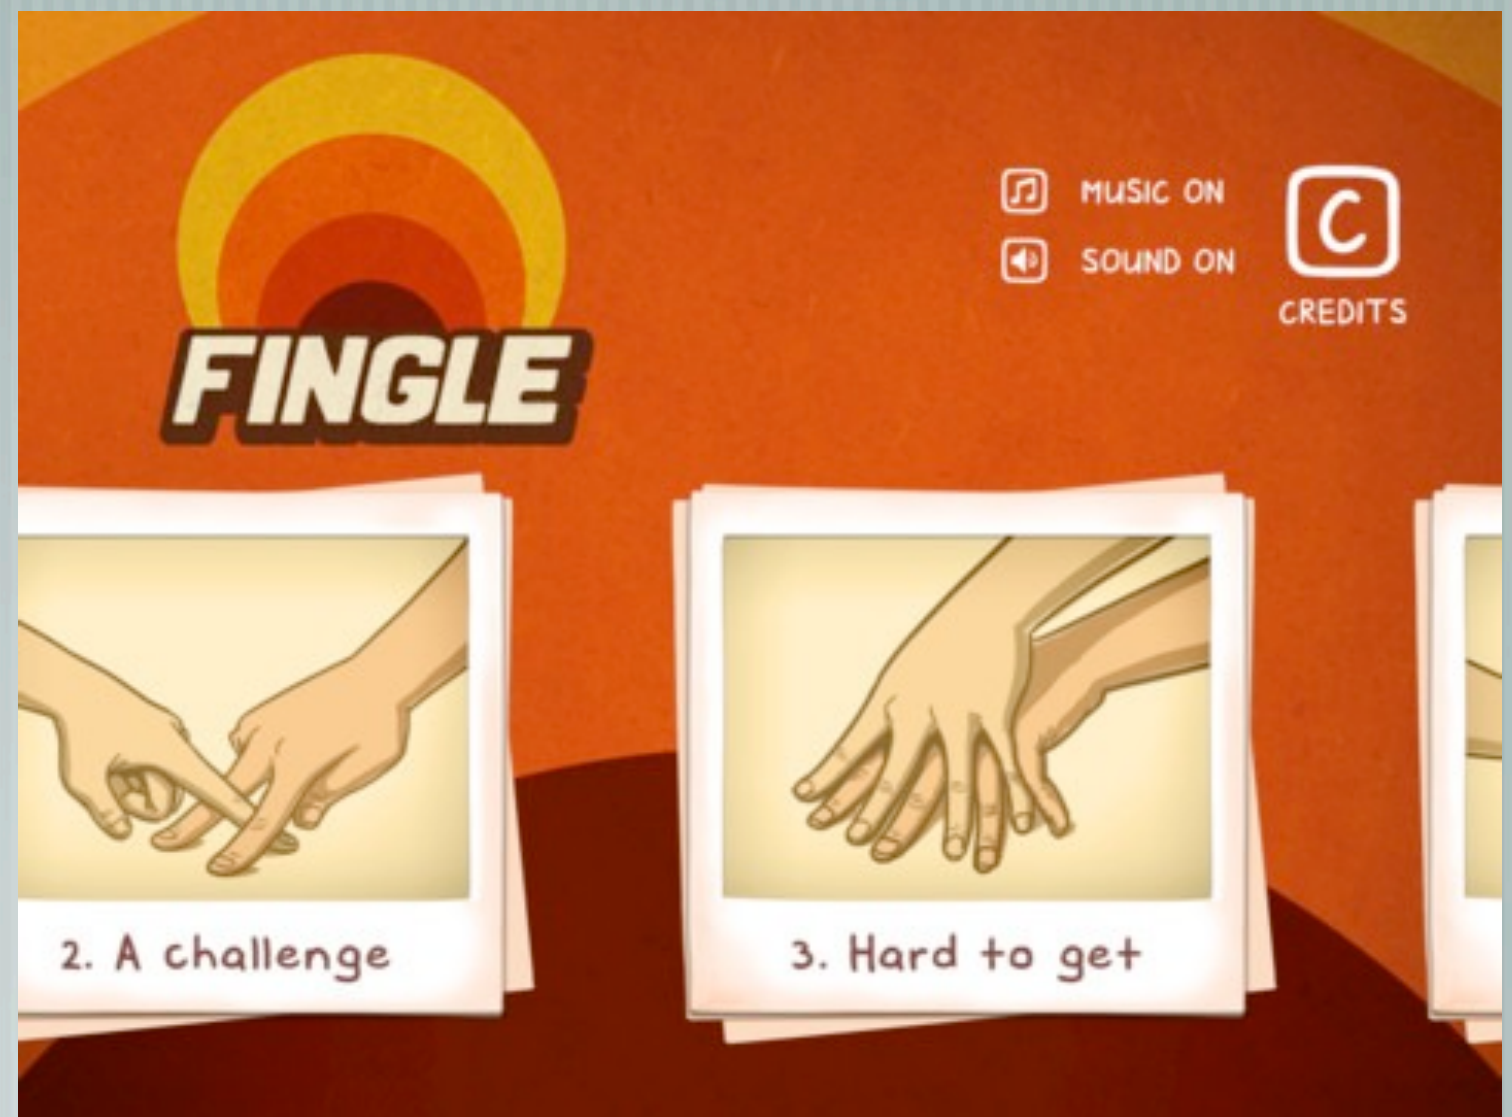 FINGLE
MUSIC ON
SOUND ON
C
CREDITS
2. A challenge
3. Hard to get